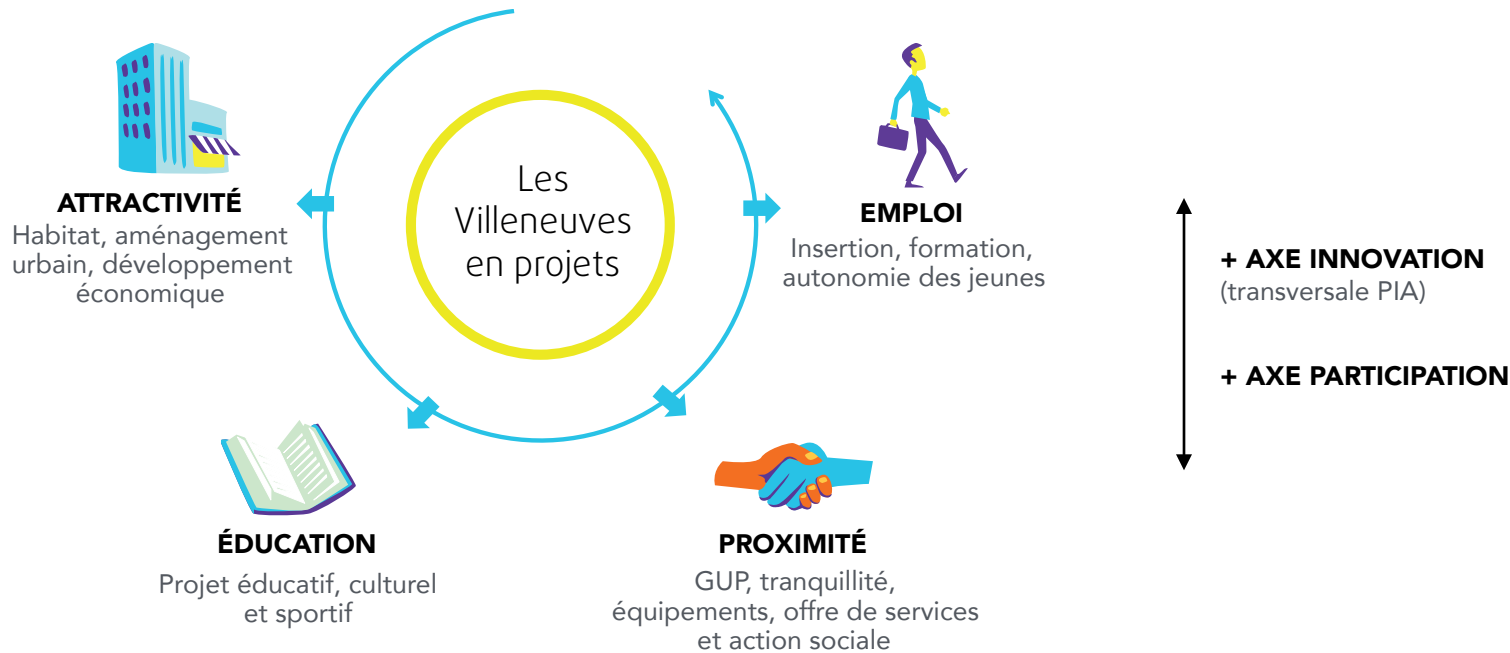 Les
Villeneuves
en projets
ATTRACTIVITÉ
Habitat, aménagement
urbain, développement
économique
EMPLOI
Insertion, formation,
autonomie des jeunes
ÉDUCATION
Projet éducatif, culturel
et sportif
PROXIMITÉ
GUP, tranquillité,
équipements, offre de services
et action sociale
+ AXE INNOVATION
(transversale PIA)
+ AXE PARTICIPATION